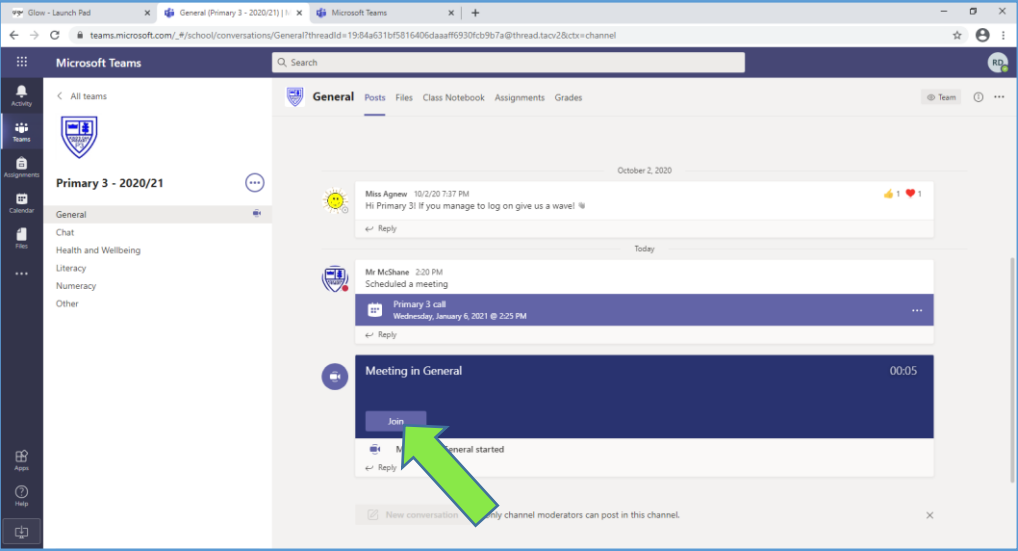 Glow - Launch Pad
General (Primary 3 - 2020/21) | M
Microsoft Teams
teams.microsoft.com/_#/school/conversations/General?threadId=19:84a631bf5816406daaaff6930fcb9b7a@thread.tacv2&ctx=channel
Microsoft Teams
Search
RD
Activity
Teams
Assignments
Calendar
Files
Apps
Help
All teams
Primary 3 - 2020/21
General
Chat
Health and Wellbeing
Literacy
Numeracy
Other
General Posts Files Class Notebook Assignments Grades
Team
October 2, 2020
Miss Agnew 10/2/20 7:37 PM
Hi Primary 3! If you manage to log on give us a wave!
1 1
Reply
Today
Mr McShane 2:20 PM
Scheduled a meeting
Primary 3 call
Wednesday, January 6, 2021 @ 2:25 PM
Reply
Meeting in General 00:05
Join
General started
Reply
New conversation only channel moderators can post in this channel.